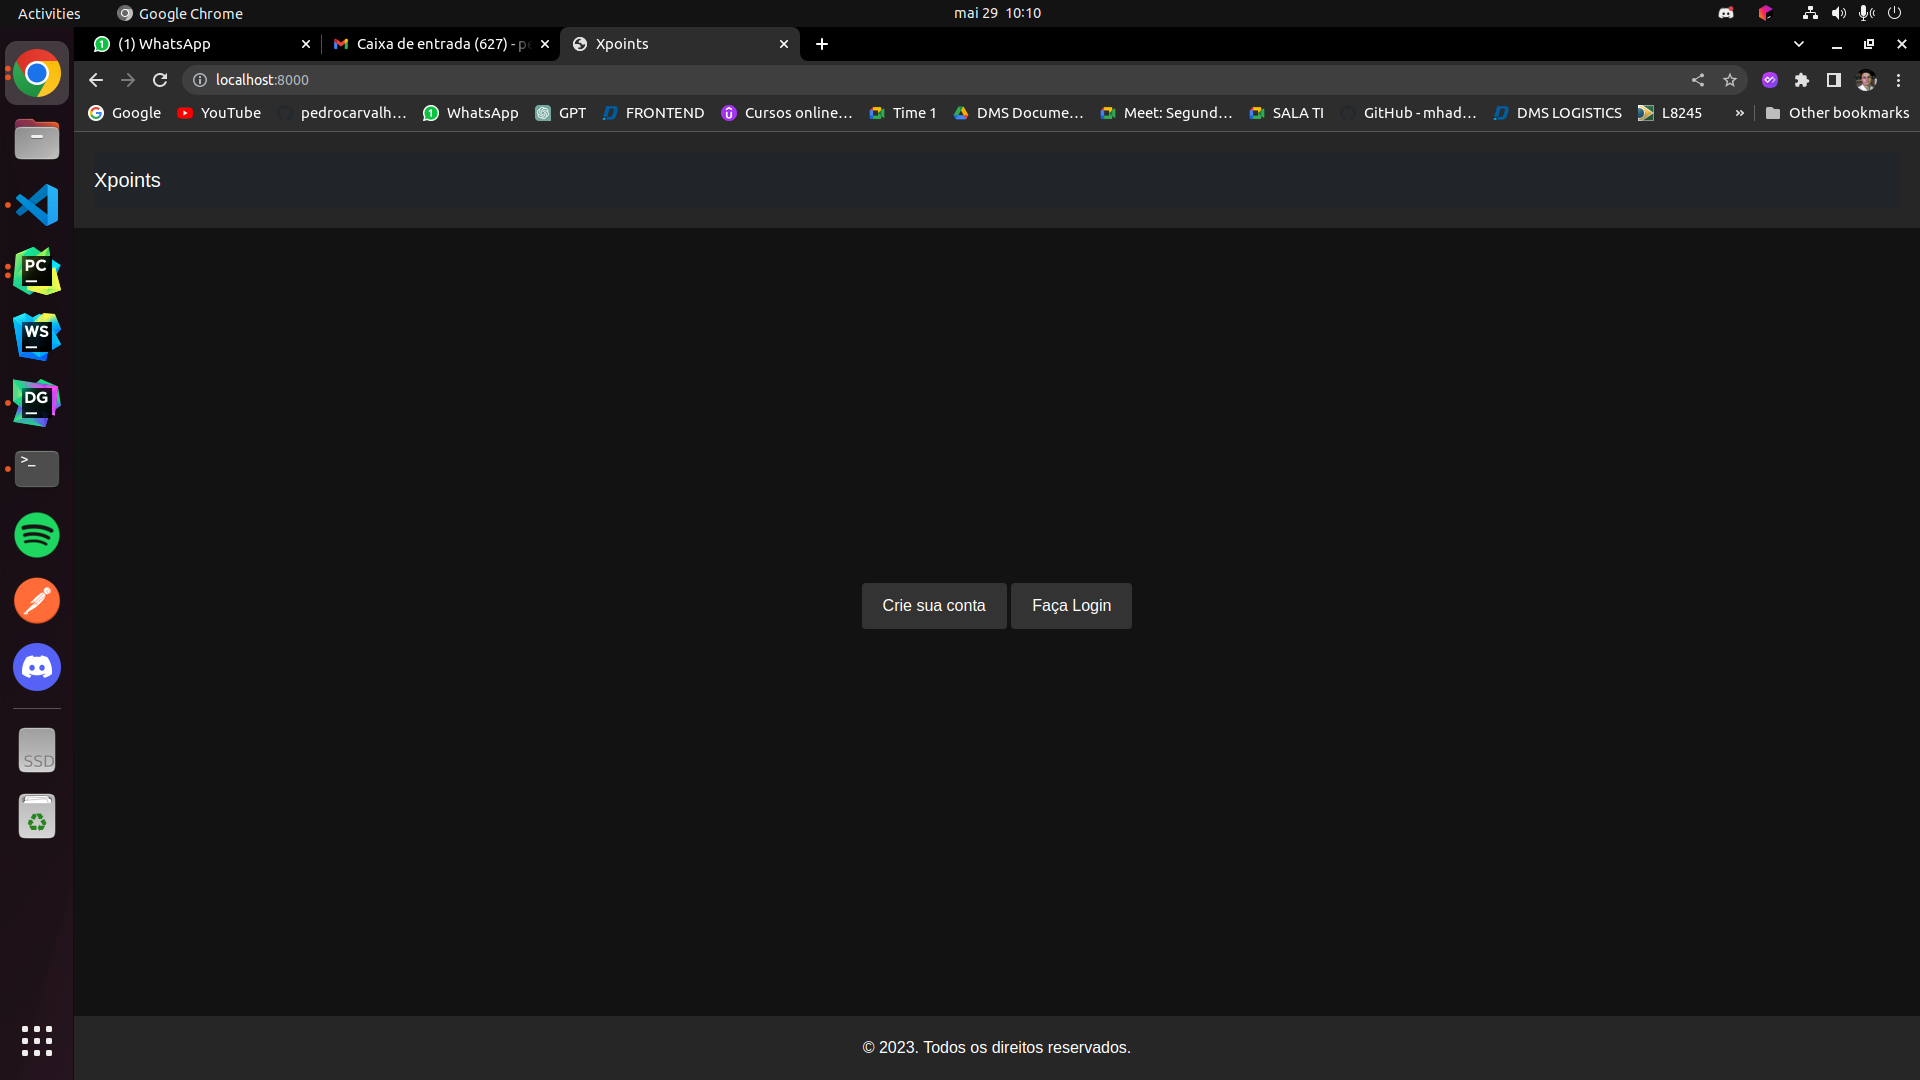 Activities
Google Chrome
mai 29 10:10
(1) WhatsApp
Caixa de entrada (627) - pe
Xpoints
localhost:8000
Google
YouTube
pedrocarvalh...
WhatsApp
GPT
FRONTEND
Cursos online...
Time 1
DMS Docume...
Meet: Segund...
SALA TI
GitHub - mhad...
DMS LOGISTICS
L8245
»
Other bookmarks
Xpoints
PC
WS
DG
>_
SSD
Crie sua conta
Faça Login
© 2023. Todos os direitos reservados.